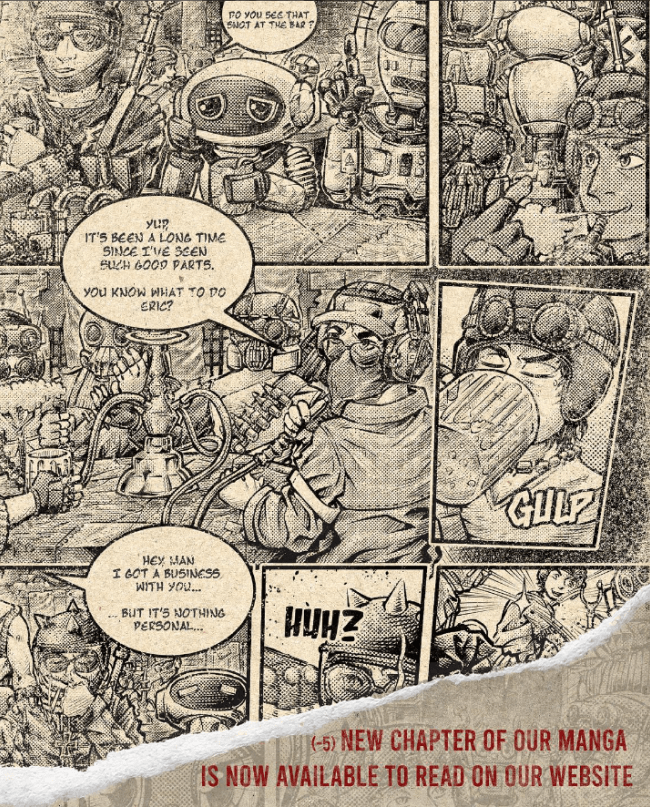 DO YOU SEE THAT
SHOT AT THE BAR?
YUP,
IT'S BEEN A LONG TIME
SINCE I'VE SEEN
SUCH GOOD PARTS.
YOU KNOW WHAT TO DO
ERIC?
GULP
HEY, MAN
I GOT A BUSINESS
WITH YOU...
BUT IT'S NOTHING
PERSONAL...
HUH?
(-5) NEW CHAPTER OF OUR MANGA
IS NOW AVAILABLE TO READ ON OUR WEBSITE